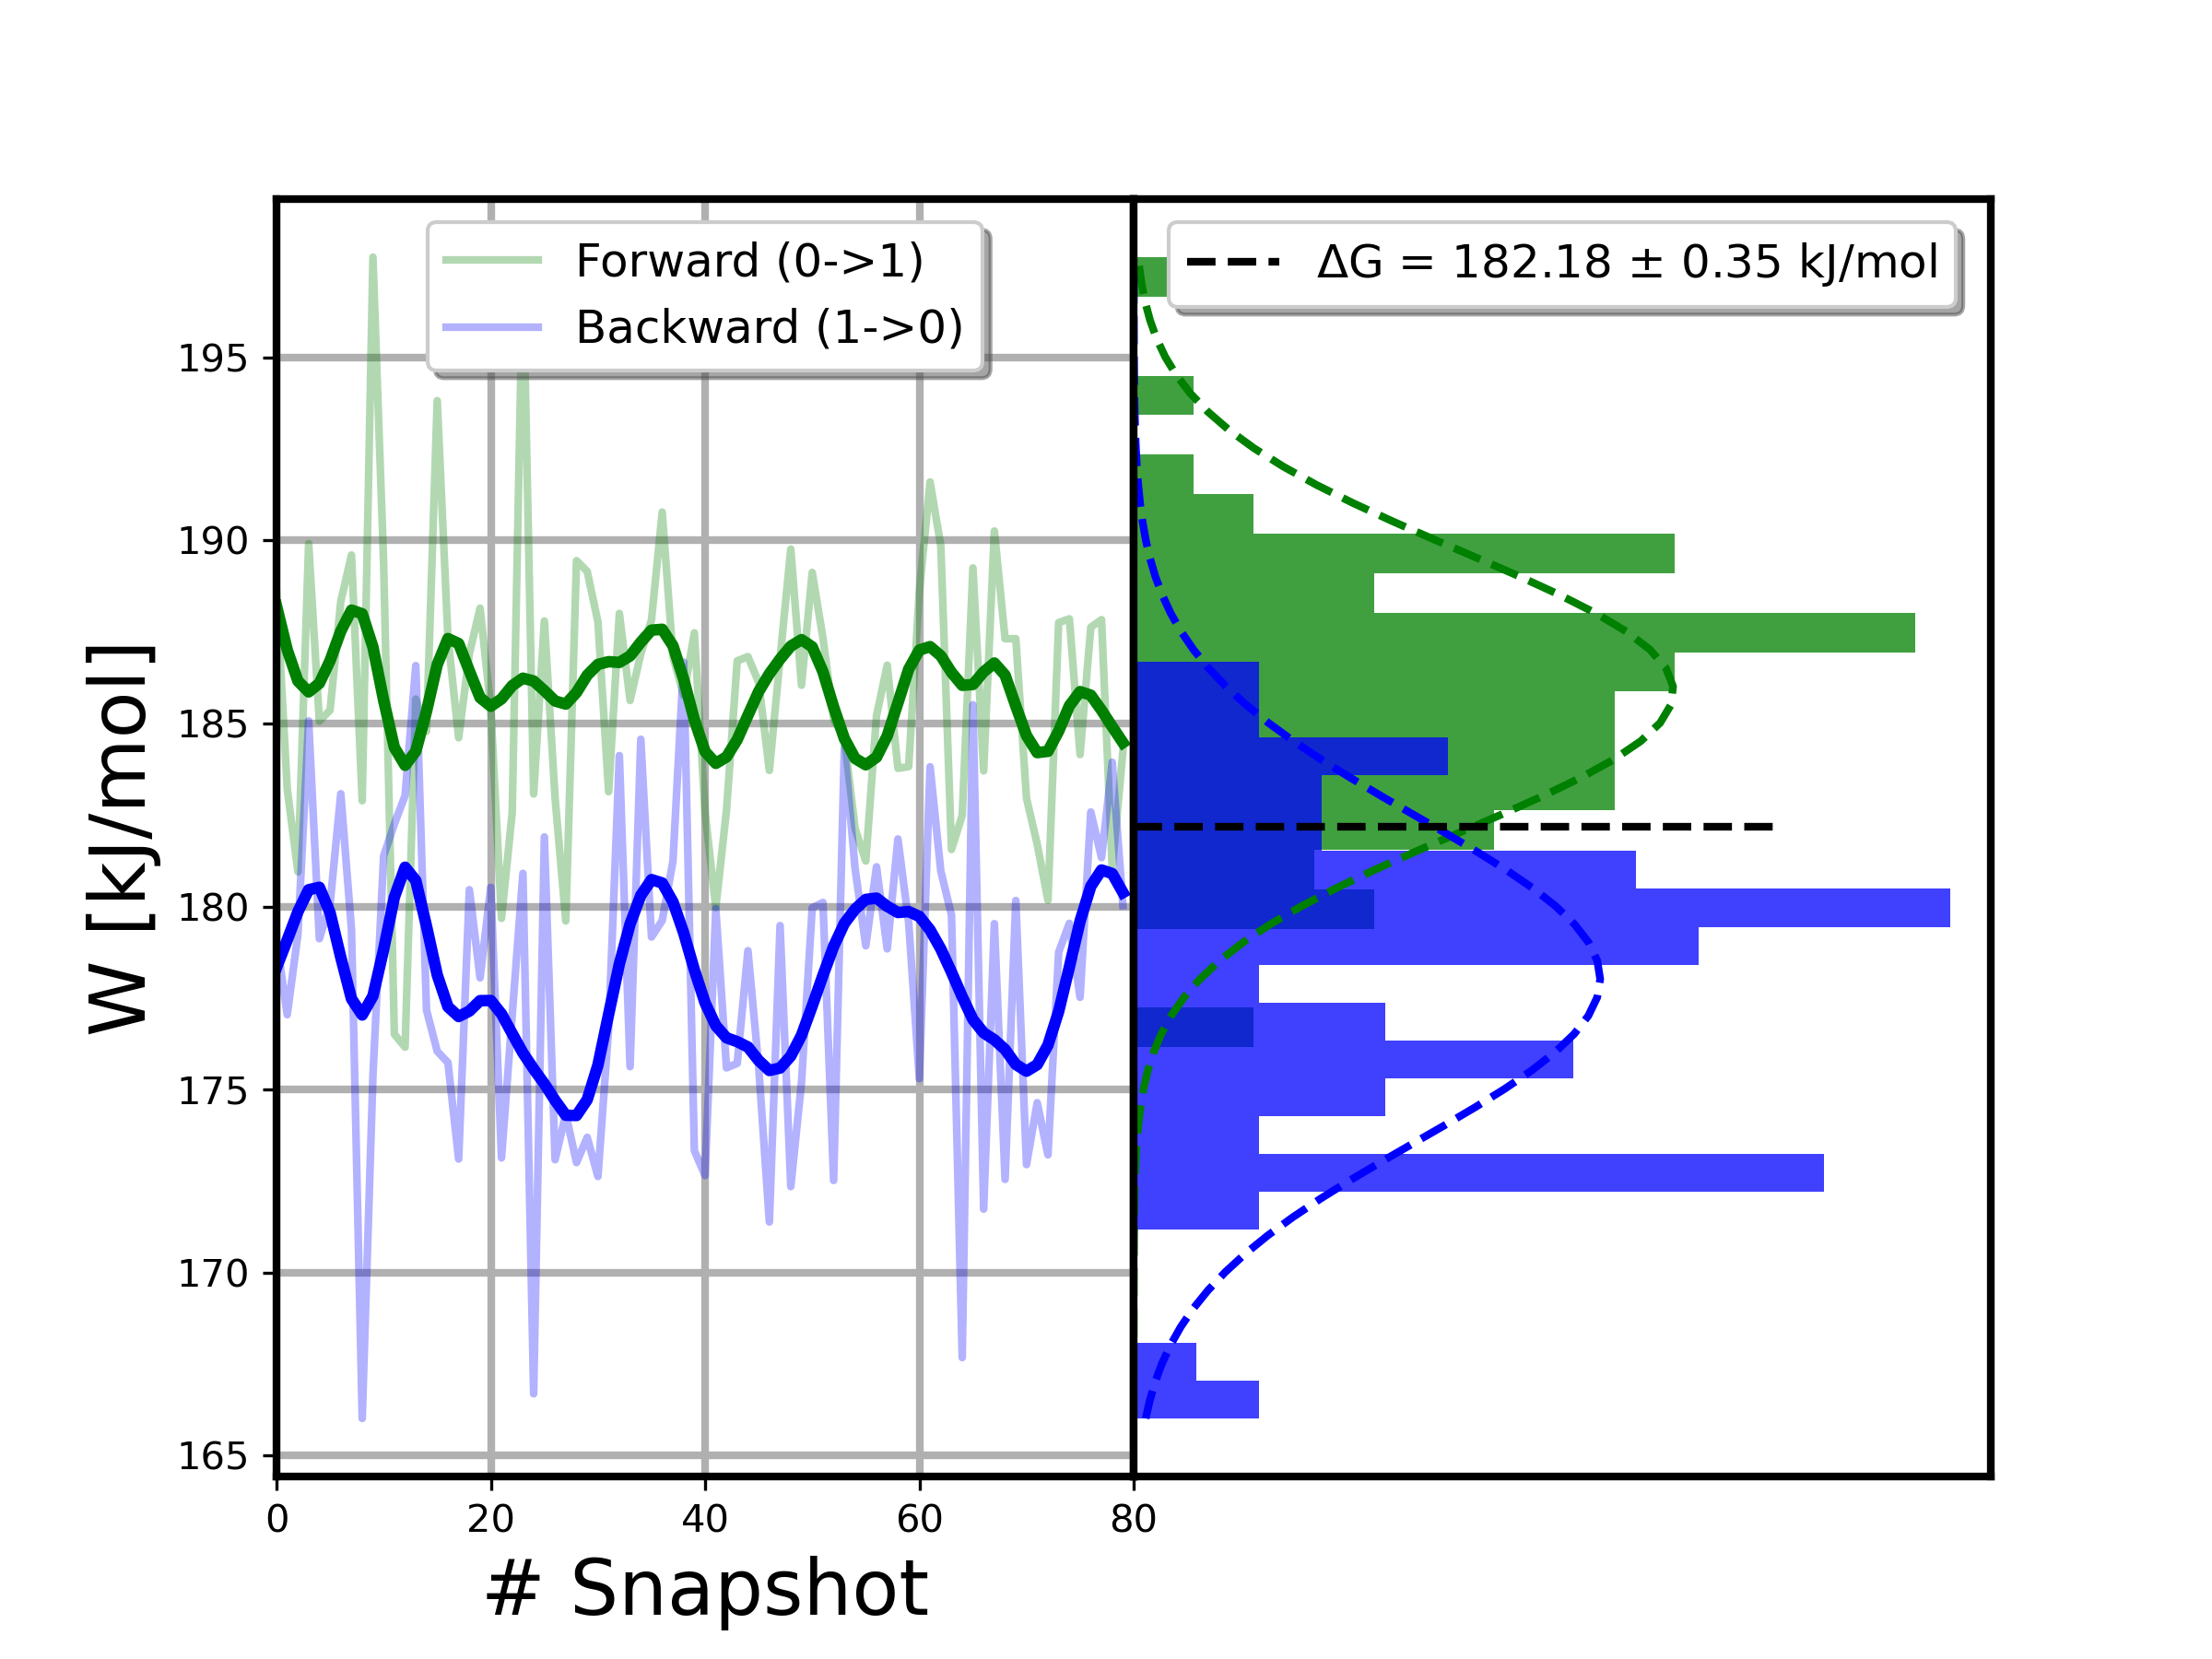 Forward (0->1)
Backward (1->0)
ΔG = 182.18 ± 0.35 kJ/mol
W [kJ/mol]
195
190
185
180
175
170
165
0 20 40 60 80
# Snapshot